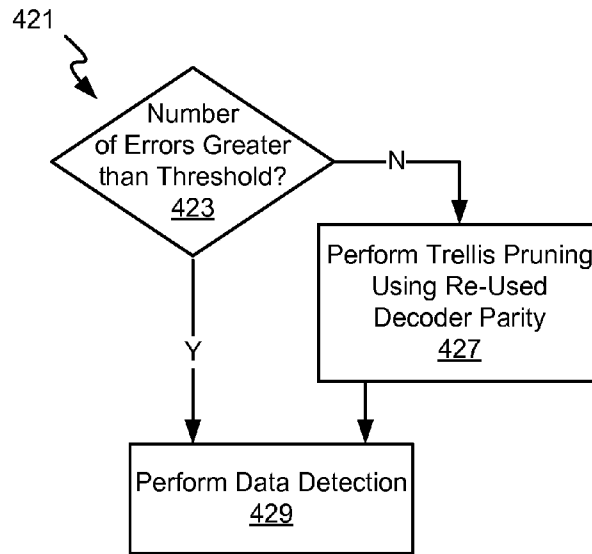 421
Number
of Errors Greater
than Threshold?
423
N
Perform Trellis Pruning
Using Re-Used
Decoder Parity
427
Y
Perform Data Detection
429